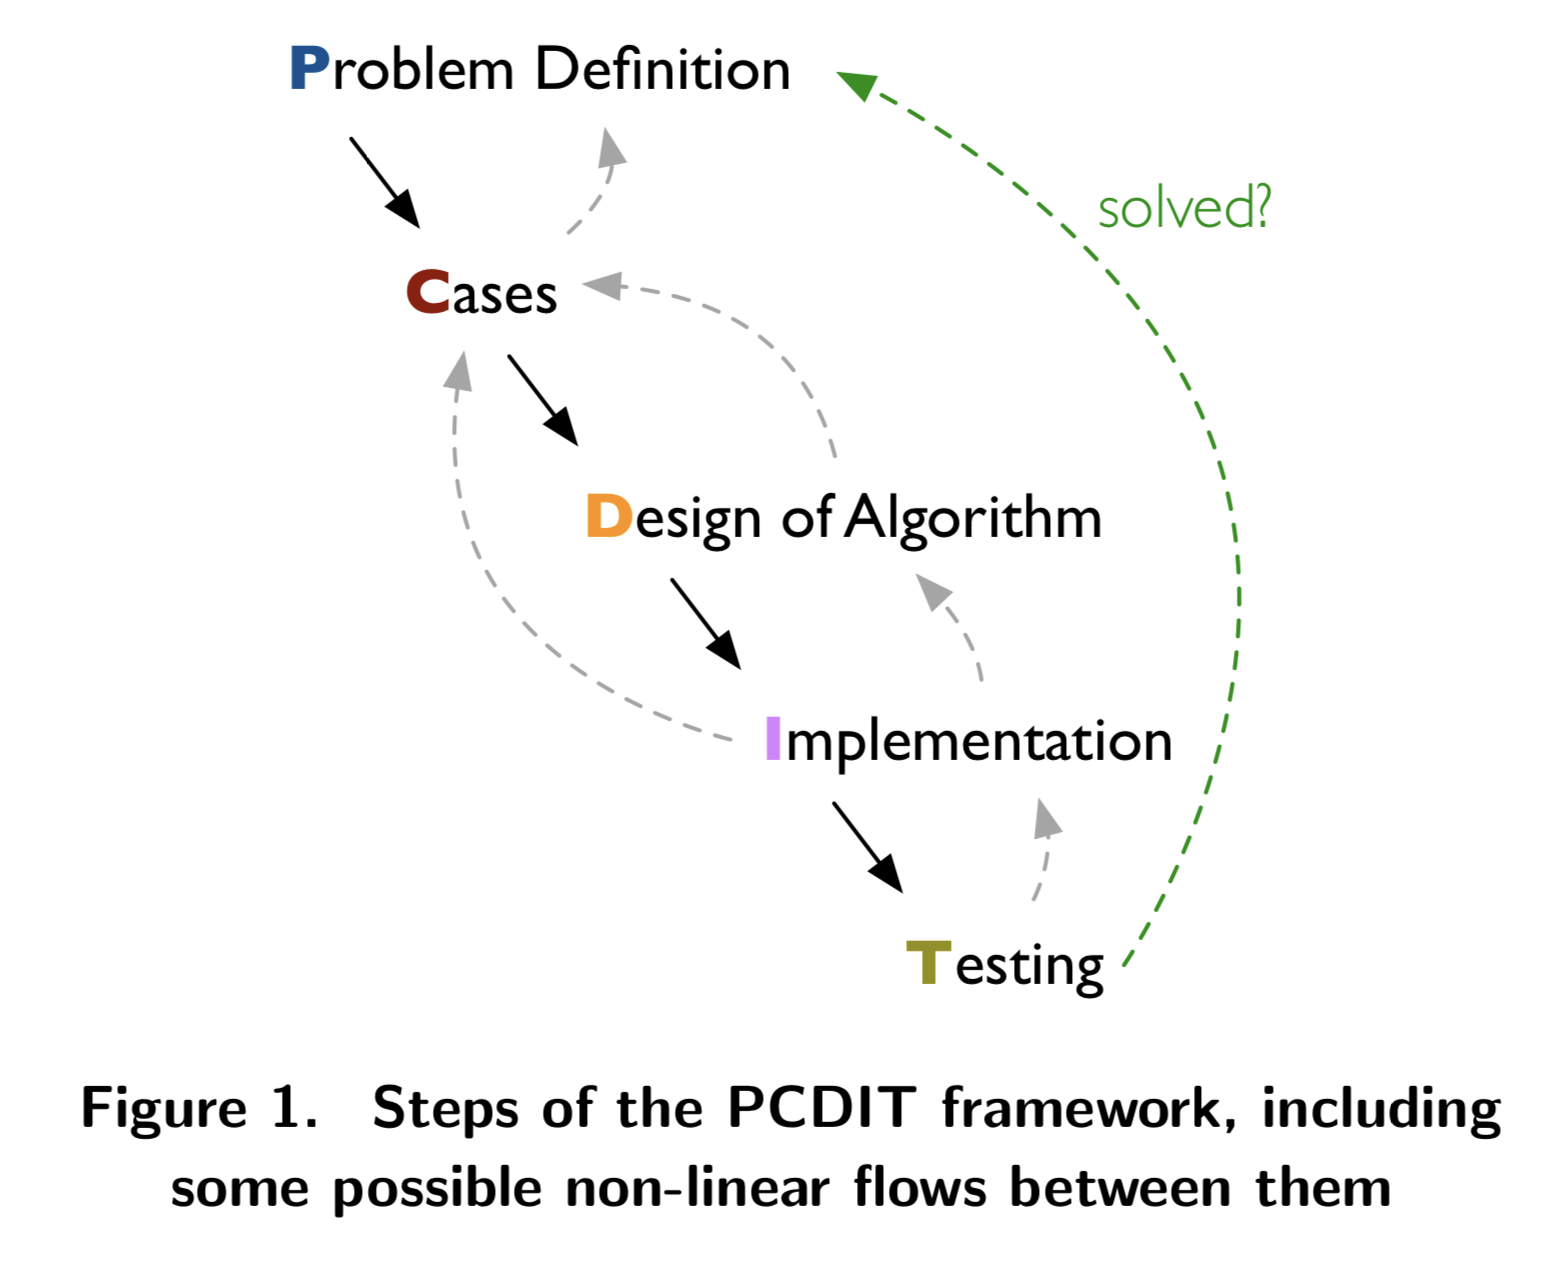 Problem Definition
solved?
Cases
Design of Algorithm
Implementation
Testing
Figure 1. Steps of the PCDIT framework, including
some possible non-linear flows between them